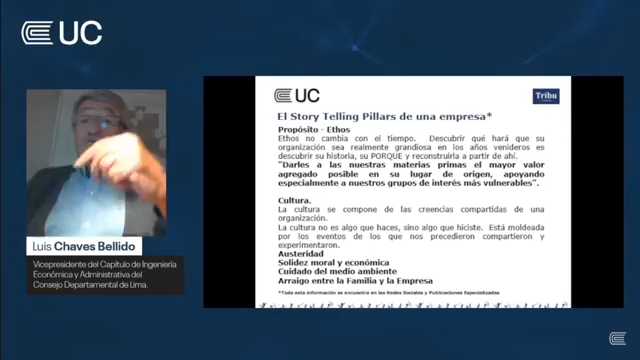 UC
UC
Tribu
El Story Telling Pillars de una empresa*
Propósito - Ethos
Ethos no cambia con el tiempo. Descubrir qué hará que su
organización sea realmente grandiosa en los años venideros es
descubrir su historia, su PORQUE y reconstruirla a partir de ahí.
"Darles a las nuestras materias primas el mayor valor
agregado posible en su lugar de origen, apoyando
especialmente a nuestros grupos de interés más vulnerables".
Cultura.
La cultura se compone de las creencias compartidas de una
organización.
La cultura no es algo que haces, sino algo que hiciste. Está moldeada
por los eventos de los que nos precedieron compartieron y
experimentaron.
Austeridad
Solidez moral y económica
Cuidado del medio ambiente
Arraigo entre la Familia y la Empresa
*Toda esta información se encuentra en las Redes Sociales y Publicaciones Especializadas
Luis Chaves Bellido
Vicepresidente del Capítulo de Ingeniería
Económica y Administrativa del
Consejo Departamental de Lima.